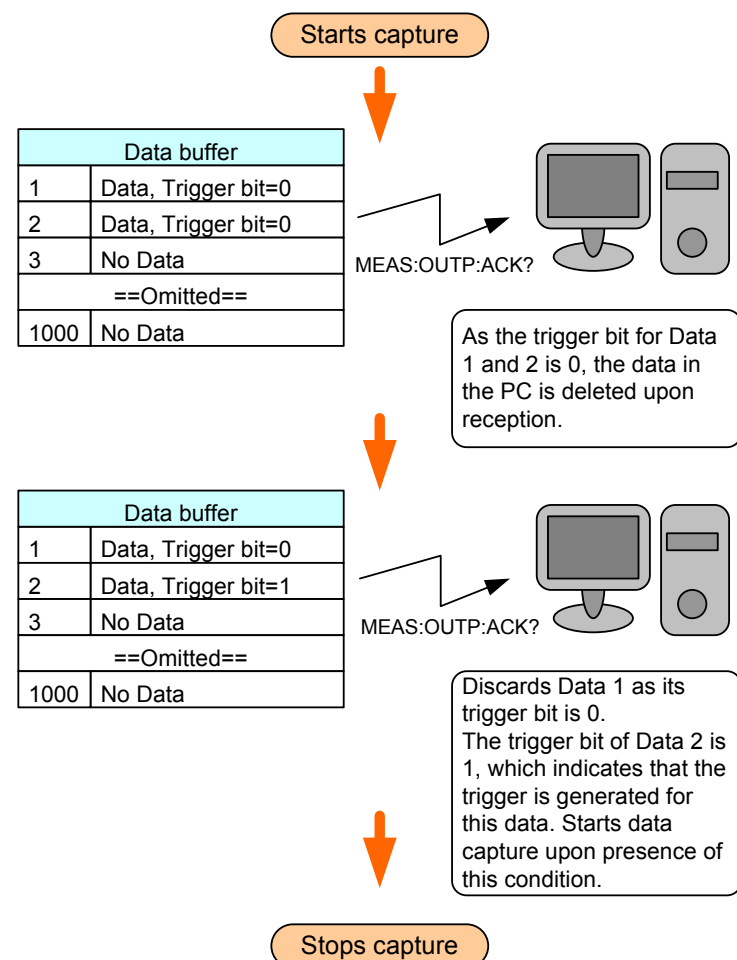 Starts capture
Data buffer
1 Data, Trigger bit=0
2 Data, Trigger bit=0
3 No Data
==Omitted==
1000 No Data
MEAS:OUTP:ACK?
As the trigger bit for Data
1 and 2 is 0, the data in
the PC is deleted upon
reception.
Data buffer
1 Data, Trigger bit=0
2 Data, Trigger bit=1
3 No Data
==Omitted==
1000 No Data
MEAS:OUTP:ACK?
Discards Data 1 as its
trigger bit is 0.
The trigger bit of Data 2 is
1, which indicates that the
trigger is generated for
this data. Starts data
capture upon presence of
this condition.
Stops capture